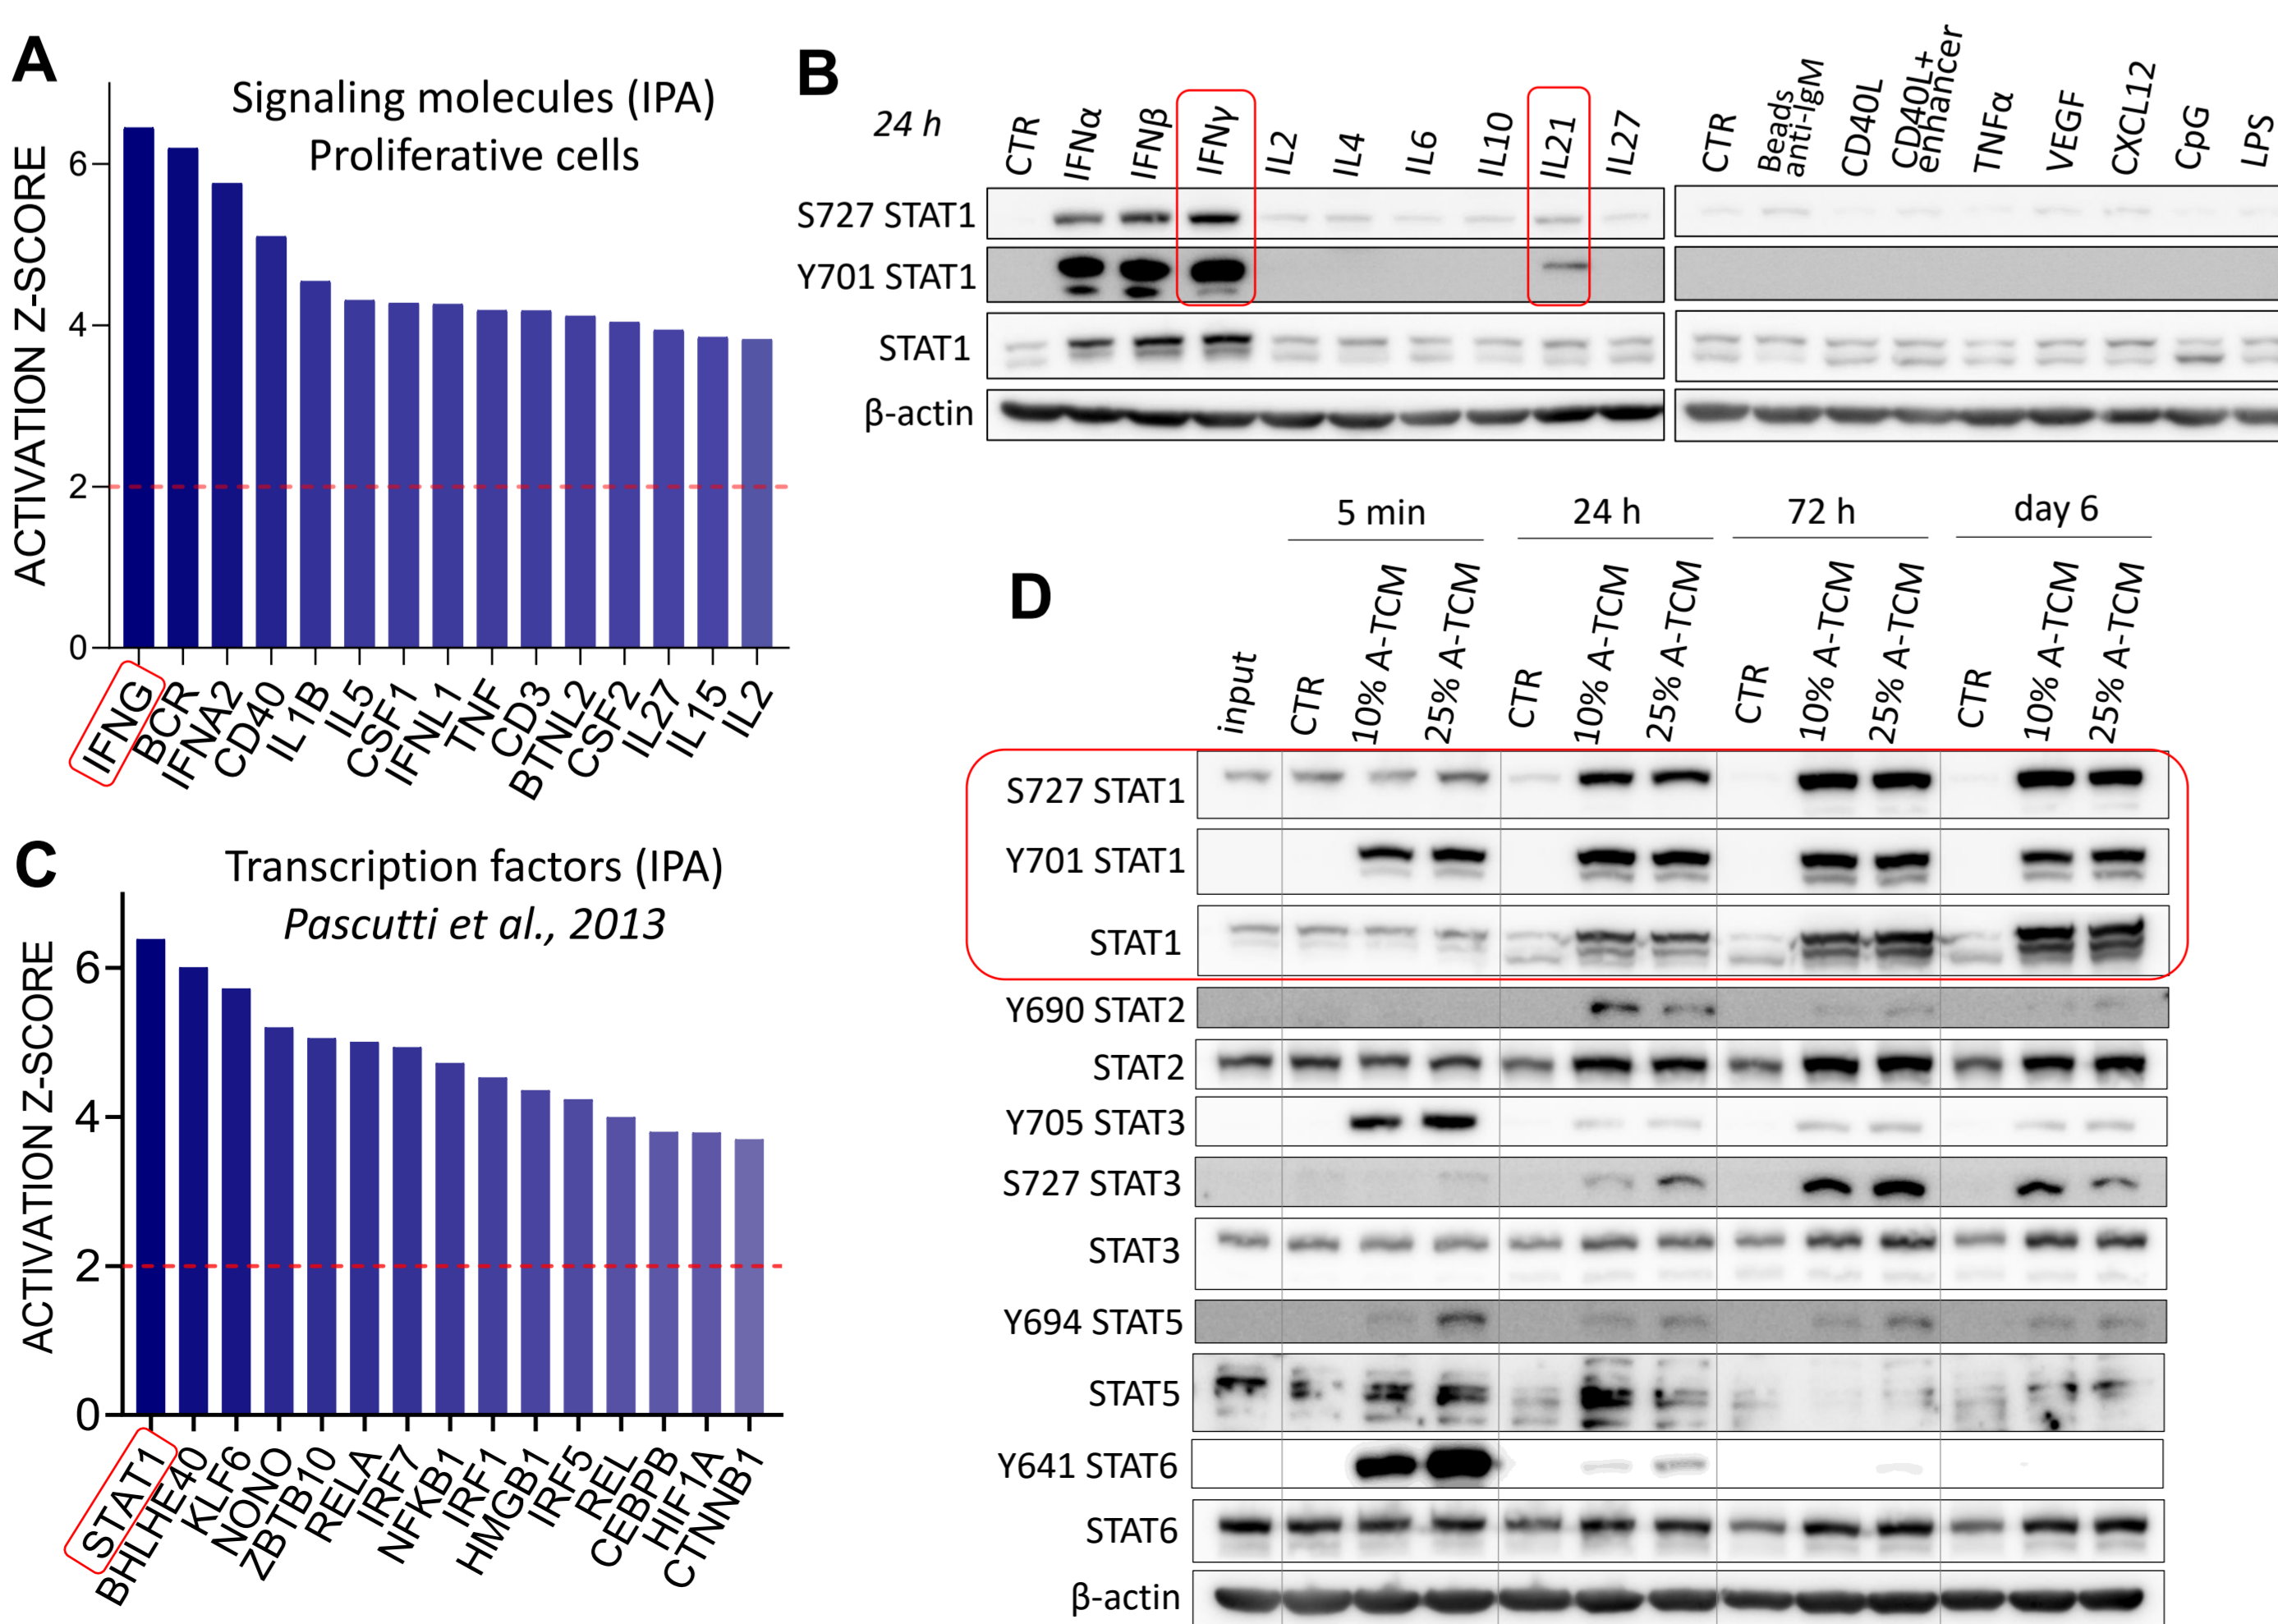 A
Signaling molecules (IPA)
Proliferative cells
ACTIVATION Z-SCORE
6
4
2
0
IFNG
BCR
IFNA2
CD40
IL1B
IL5
CSF1
IFNL1
TNF
CD3
BTNL2
CSF2
IL27
IL15
IL2
B
24 h
CTR
IFNα
IFNβ
IFNγ
IL2
IL4
IL6
IL10
IL21
IL27
CTR
Beads
anti-IgM
CD40L
CD40L+
enhancer
TNFα
VEGF
CXCL12
CpG
LPS
S727 STAT1
Y701 STAT1
STAT1
β-actin
C
Transcription factors (IPA)
Pascutti et al., 2013
ACTIVATION Z-SCORE
6
4
2
0
STAT1
BHLHE40
KLF6
NONO
ZBTB10
RELA
IRF7
NFKB1
IRF1
HMGB1
IRF5
REL
CEBPB
HIF1A
CTNNB1
D
5 min
24 h
72 h
day 6
input
CTR
10% A-TCM
25% A-TCM
CTR
10% A-TCM
25% A-TCM
CTR
10% A-TCM
25% A-TCM
CTR
10% A-TCM
25% A-TCM
S727 STAT1
Y701 STAT1
STAT1
Y690 STAT2
STAT2
Y705 STAT3
S727 STAT3
STAT3
Y694 STAT5
STAT5
Y641 STAT6
STAT6
β-actin